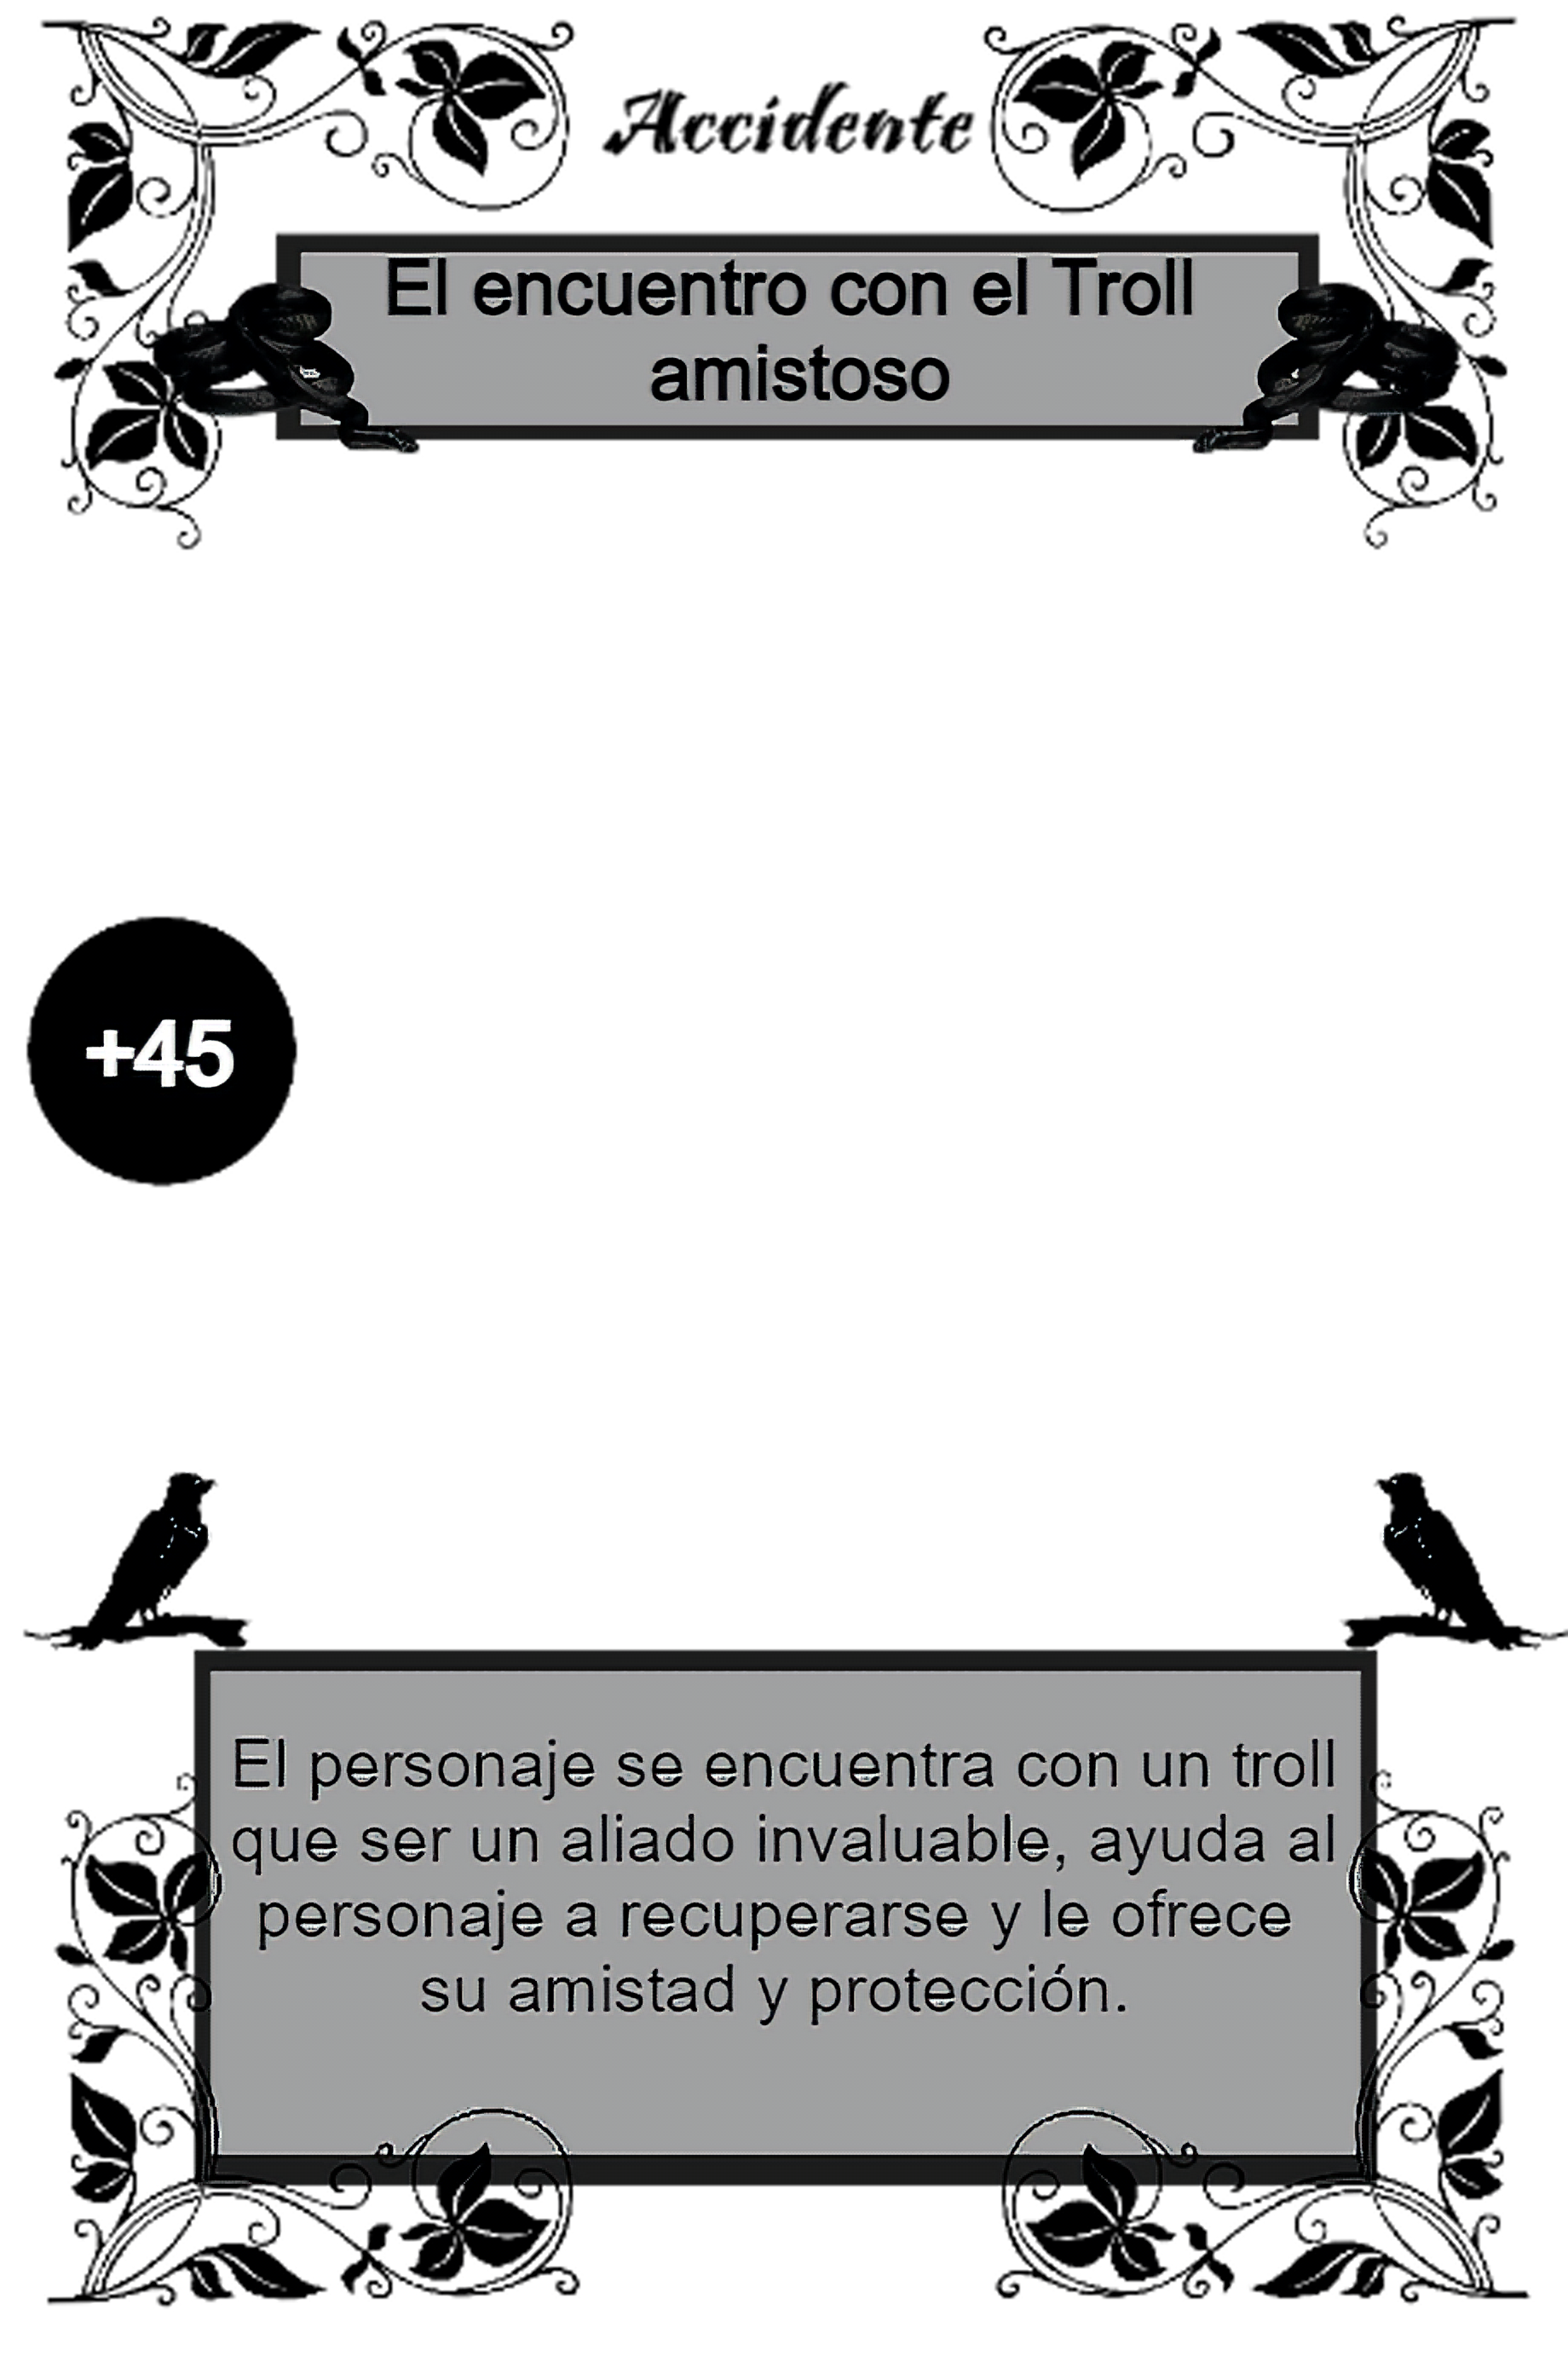 Accidente
El encuentro con el Troll
amistoso
+45
El personaje se encuentra con un troll
que ser un aliado invaluable, ayuda al
personaje a recuperarse y le ofrece
su amistad y protección.